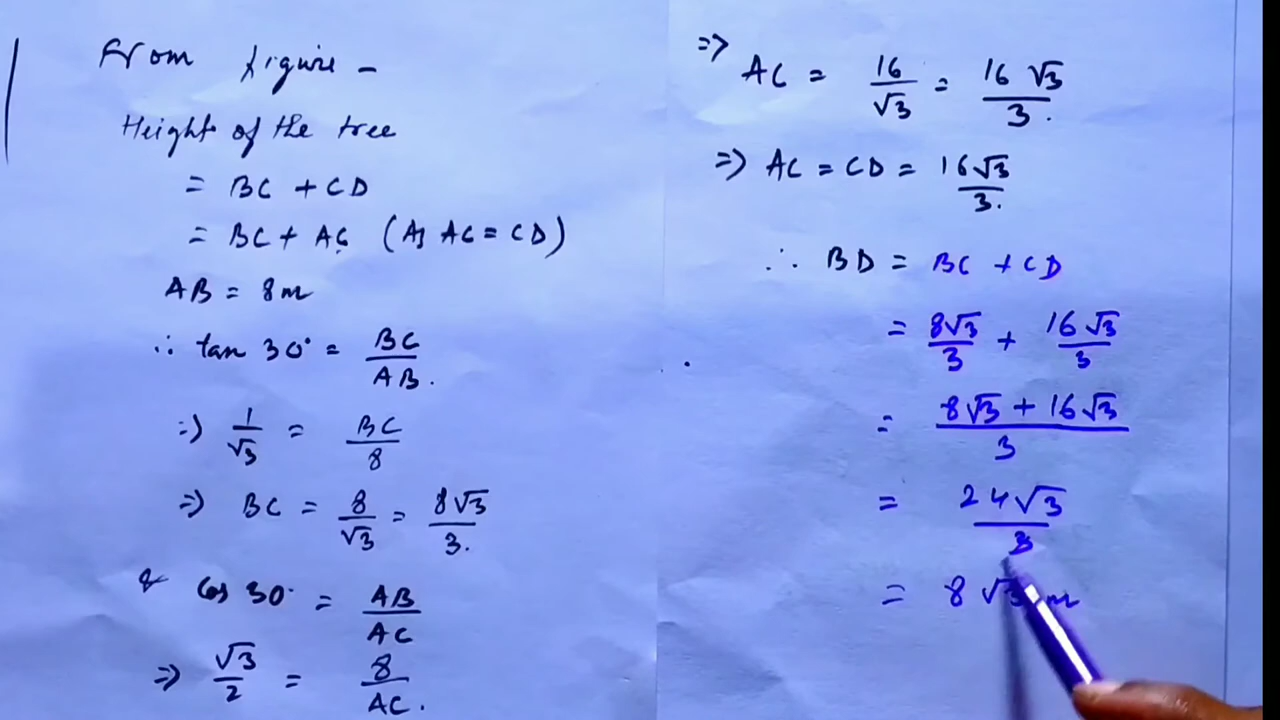 From figure -
Height of the tree
= BC + CD
= BC + AC (As AC = CD)
AB = 8m
∴ tan 30° = BC/AB.
⇒ 1/√3 = BC/8
⇒ BC = 8/√3 = 8√3/3.
& cos 30° = AB/AC
⇒ √3/2 = 8/AC.
⇒ AC = 16/√3 = 16√3/3.
⇒ AC = CD = 16√3/3.
∴ BD = BC + CD
= 8√3/3 + 16√3/3
= 8√3 + 16√3/3
= 24√3/3
= 8√3 m